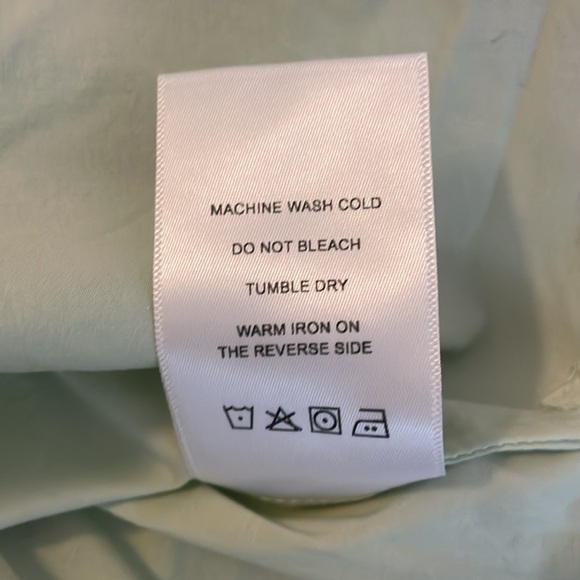 MACHINE WASH COLD
DO NOT BLEACH
TUMBLE DRY
WARM IRON ON
THE REVERSE SIDE